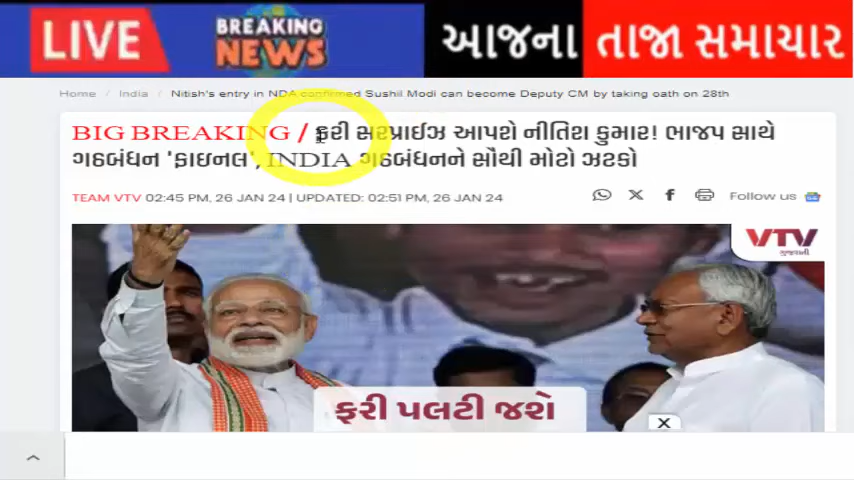 LIVE
BREAKING
NEWS
આજના તાજા સમાચાર
Home / India / Nitish's entry in NDA confirmed Sushil Modi can become Deputy CM by taking oath on 28th
BIG BREAKING / ફરી સરપ્રાઈઝ આપશે નીતિશ કુમાર! ભાજપ સાથે
ગઠબંધન 'ફાઇનલ', INDIA ગઠબંધનને સૌથી મોટો ઝટકો
TEAM VTV 02:45 PM, 26 JAN 24 | UPDATED: 02:51 PM, 26 JAN 24
Follow us
VTV
ગુજરાતી
ફરી પલટી જશે
X